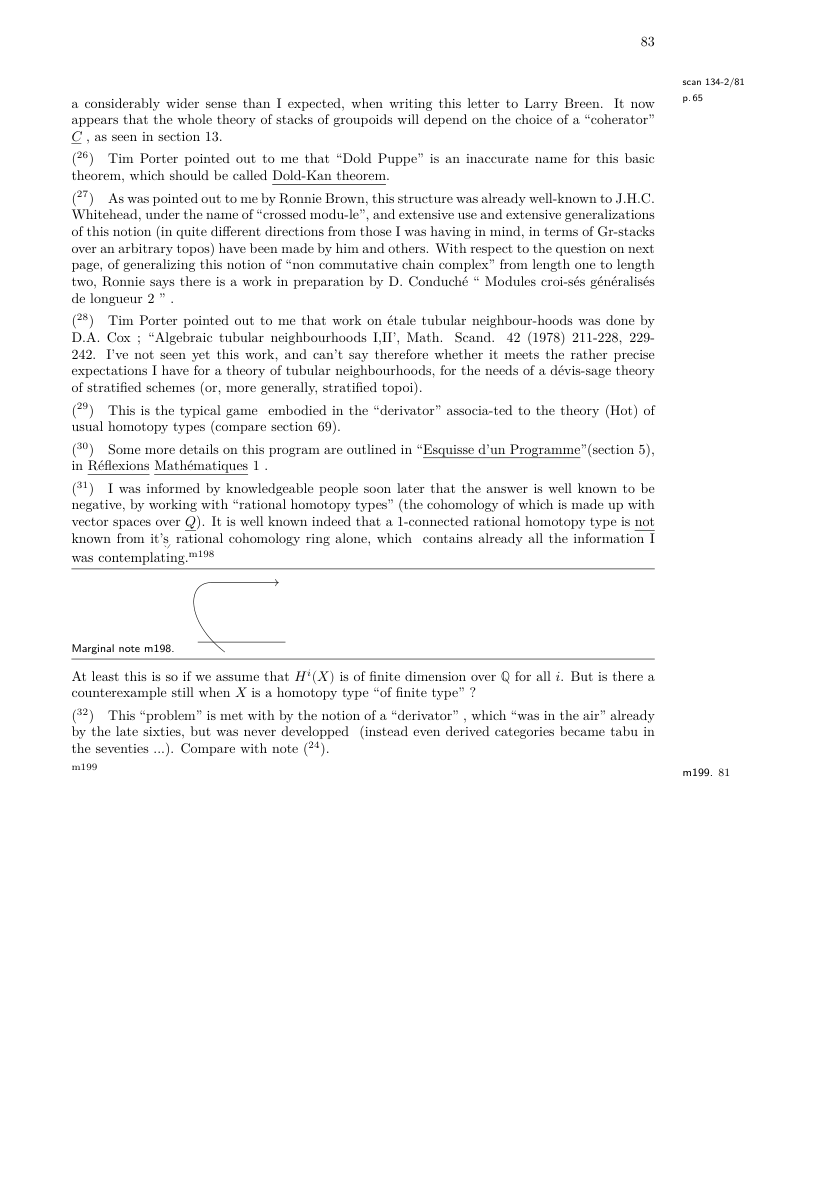 83
scan 134-2/81
p. 65
a considerably wider sense than I expected, when writing this letter to Larry Breen. It now
appears that the whole theory of stacks of groupoids will depend on the choice of a “coherator”
C , as seen in section 13.
(26) Tim Porter pointed out to me that “Dold Puppe” is an inaccurate name for this basic
theorem, which should be called Dold-Kan theorem.
(27) As was pointed out to me by Ronnie Brown, this structure was already well-known to J.H.C.
Whitehead, under the name of “crossed modu-le”, and extensive use and extensive generalizations
of this notion (in quite different directions from those I was having in mind, in terms of Gr-stacks
over an arbitrary topos) have been made by him and others. With respect to the question on next
page, of generalizing this notion of “non commutative chain complex” from length one to length
two, Ronnie says there is a work in preparation by D. Conduché “ Modules croi-sés généralisés
de longueur 2 ” .
(28) Tim Porter pointed out to me that work on étale tubular neighbour-hoods was done by
D.A. Cox ; “Algebraic tubular neighbourhoods I,II’, Math. Scand. 42 (1978) 211-228, 229-
242. I’ve not seen yet this work, and can’t say therefore whether it meets the rather precise
expectations I have for a theory of tubular neighbourhoods, for the needs of a dévis-sage theory
of stratified schemes (or, more generally, stratified topoi).
(29) This is the typical game embodied in the “derivator” associa-ted to the theory (Hot) of
usual homotopy types (compare section 69).
(30) Some more details on this program are outlined in “Esquisse d’un Programme”(section 5),
in Réflexions Mathématiques 1 .
(31) I was informed by knowledgeable people soon later that the answer is well known to be
negative, by working with “rational homotopy types” (the cohomology of which is made up with
vector spaces over Q). It is well known indeed that a 1-connected rational homotopy type is not
known from it’s rational cohomology ring alone, which contains already all the information I
was contemplating.m198
Marginal note m198.
At least this is so if we assume that Hi(X) is of finite dimension over ℚ for all i. But is there a
counterexample still when X is a homotopy type “of finite type” ?
(32) This “problem” is met with by the notion of a “derivator” , which “was in the air” already
by the late sixties, but was never developped (instead even derived categories became tabu in
the seventies ...). Compare with note (24).
m199
m199. 81